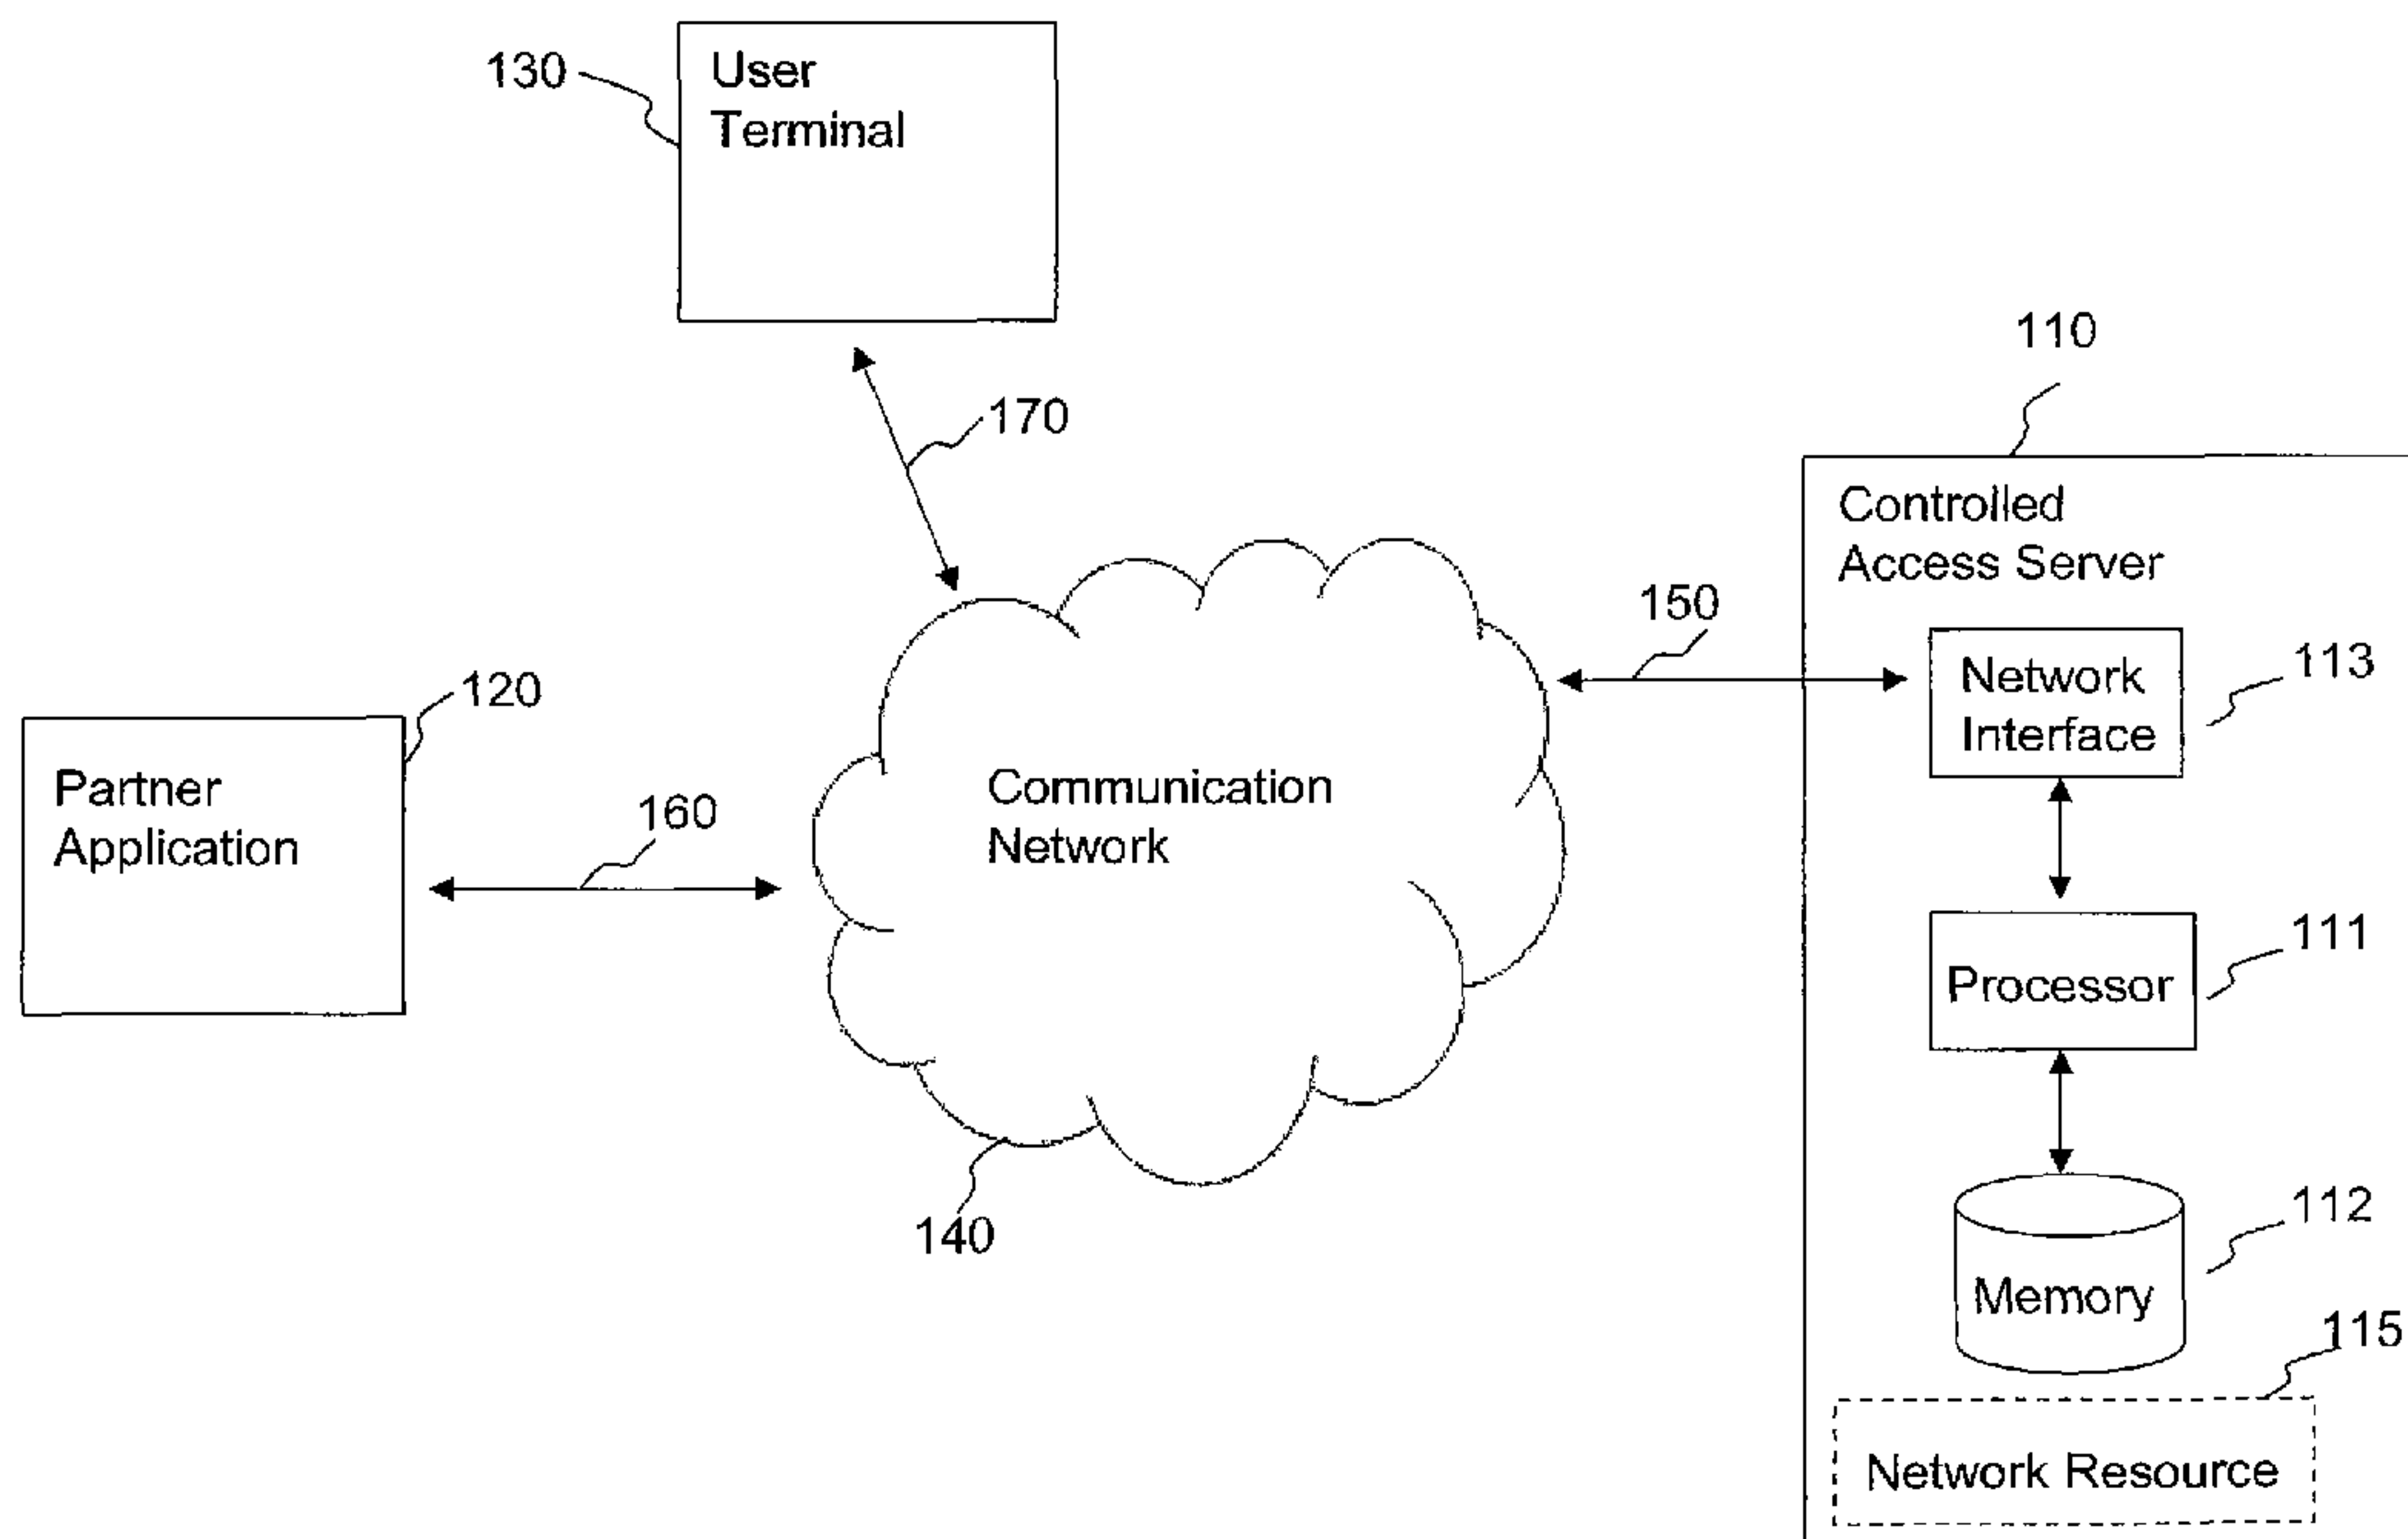 130
User
Terminal
170
110
Controlled
Access Server
150
Network
Interface
113
120
Partner
Application
160
Communication
Network
Processor
111
140
112
Memory
115
Network Resource